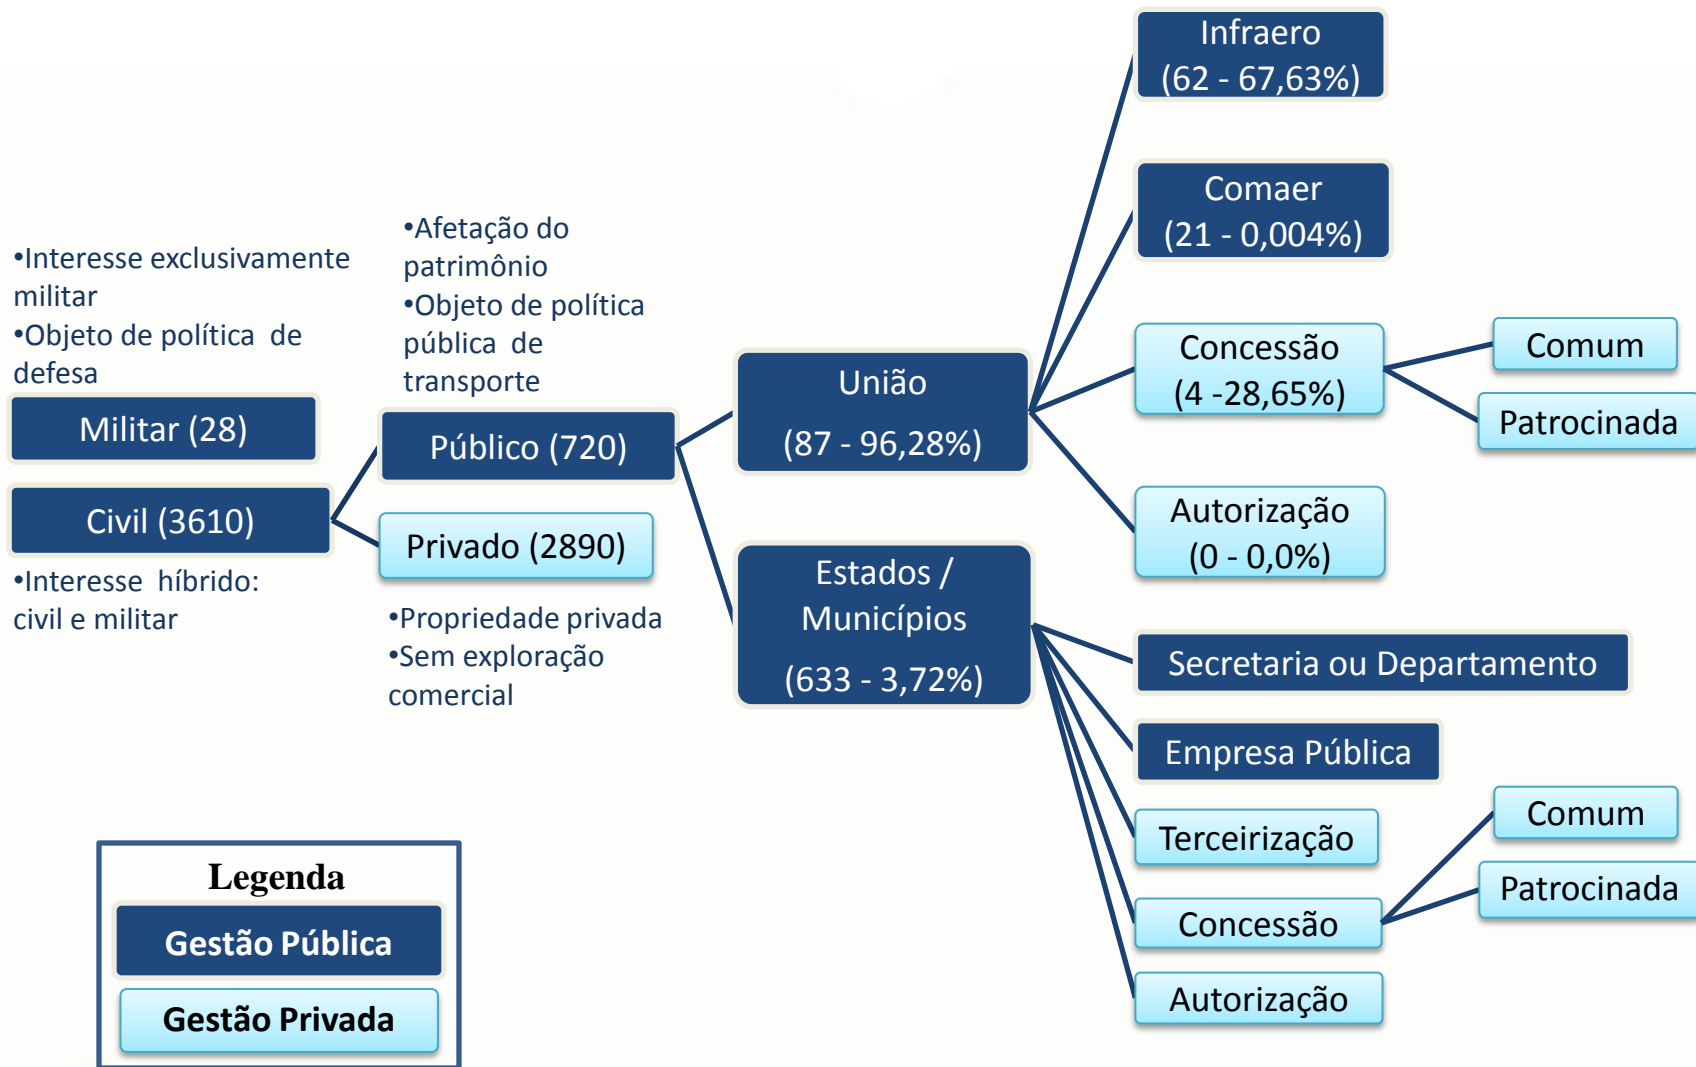 •Interesse exclusivamente
militar
•Objeto de política de
defesa
Militar (28)
Civil (3610)
•Interesse híbrido:
civil e militar
•Afetação do
patrimônio
•Objeto de política
pública de
transporte
Público (720)
Privado (2890)
•Propriedade privada
•Sem exploração
comercial
União
(87 - 96,28%)
Estados /
Municípios
(633 - 3,72%)
Infraero
(62 - 67,63%)
Comaer
(21 - 0,004%)
Concessão
(4 -28,65%)
Comum
Patrocinada
Autorização
(0 - 0,0%)
Secretaria ou Departamento
Empresa Pública
Terceirização
Concessão
Comum
Patrocinada
Autorização
Legenda
Gestão Pública
Gestão Privada